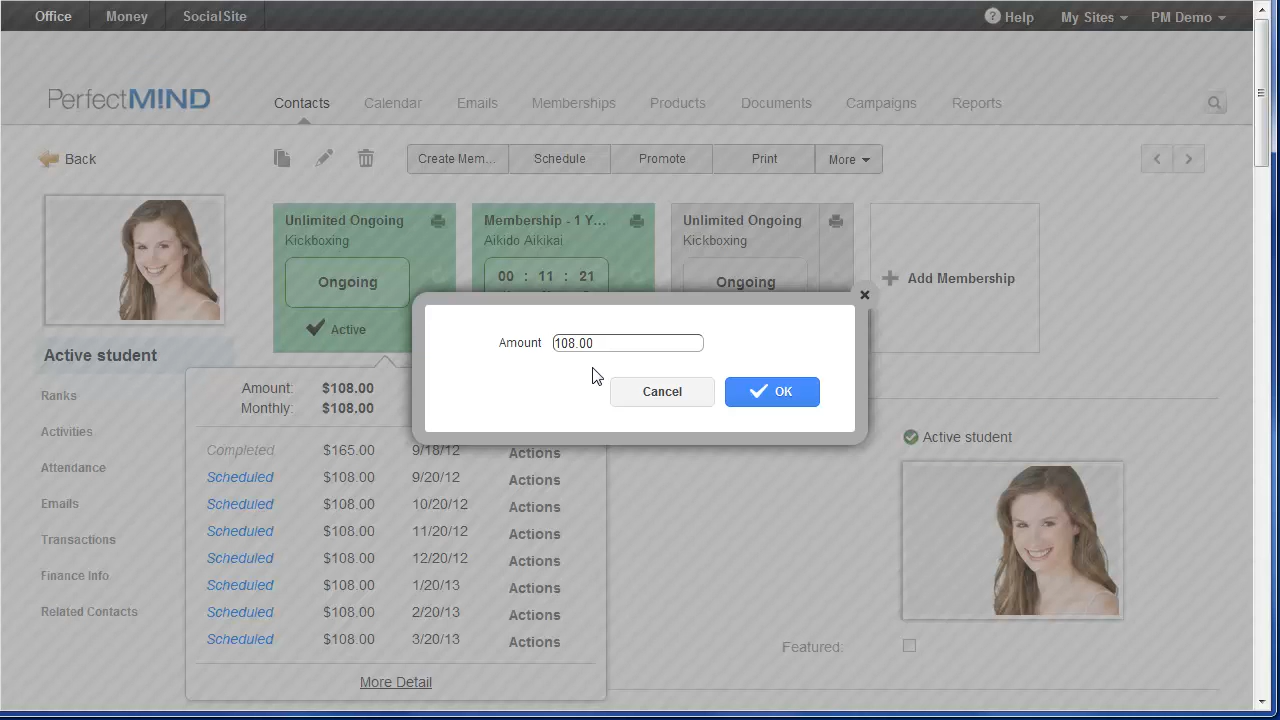 Office Money SocialSite Help My Sites PM Demo
PerfectMIND Contacts Calendar Emails Memberships Products Documents Campaigns Reports
Back Create Mem... Schedule Promote Print More
Unlimited Ongoing Membership - 1 Y... Unlimited Ongoing
Kickboxing Aikido Aikikai Kickboxing
Ongoing 00 : 11 : 21 Ongoing Add Membership
Active
Amount 108.00
Cancel OK
Active student
Ranks
Activities
Attendance
Emails
Transactions
Finance Info
Related Contacts
Amount: $108.00
Monthly: $108.00
Completed $165.00 9/18/12 Actions
Scheduled $108.00 9/20/12 Actions
Scheduled $108.00 10/20/12 Actions
Scheduled $108.00 11/20/12 Actions
Scheduled $108.00 12/20/12 Actions
Scheduled $108.00 1/20/13 Actions
Scheduled $108.00 2/20/13 Actions
Scheduled $108.00 3/20/13 Actions
More Detail
Active student
Featured: